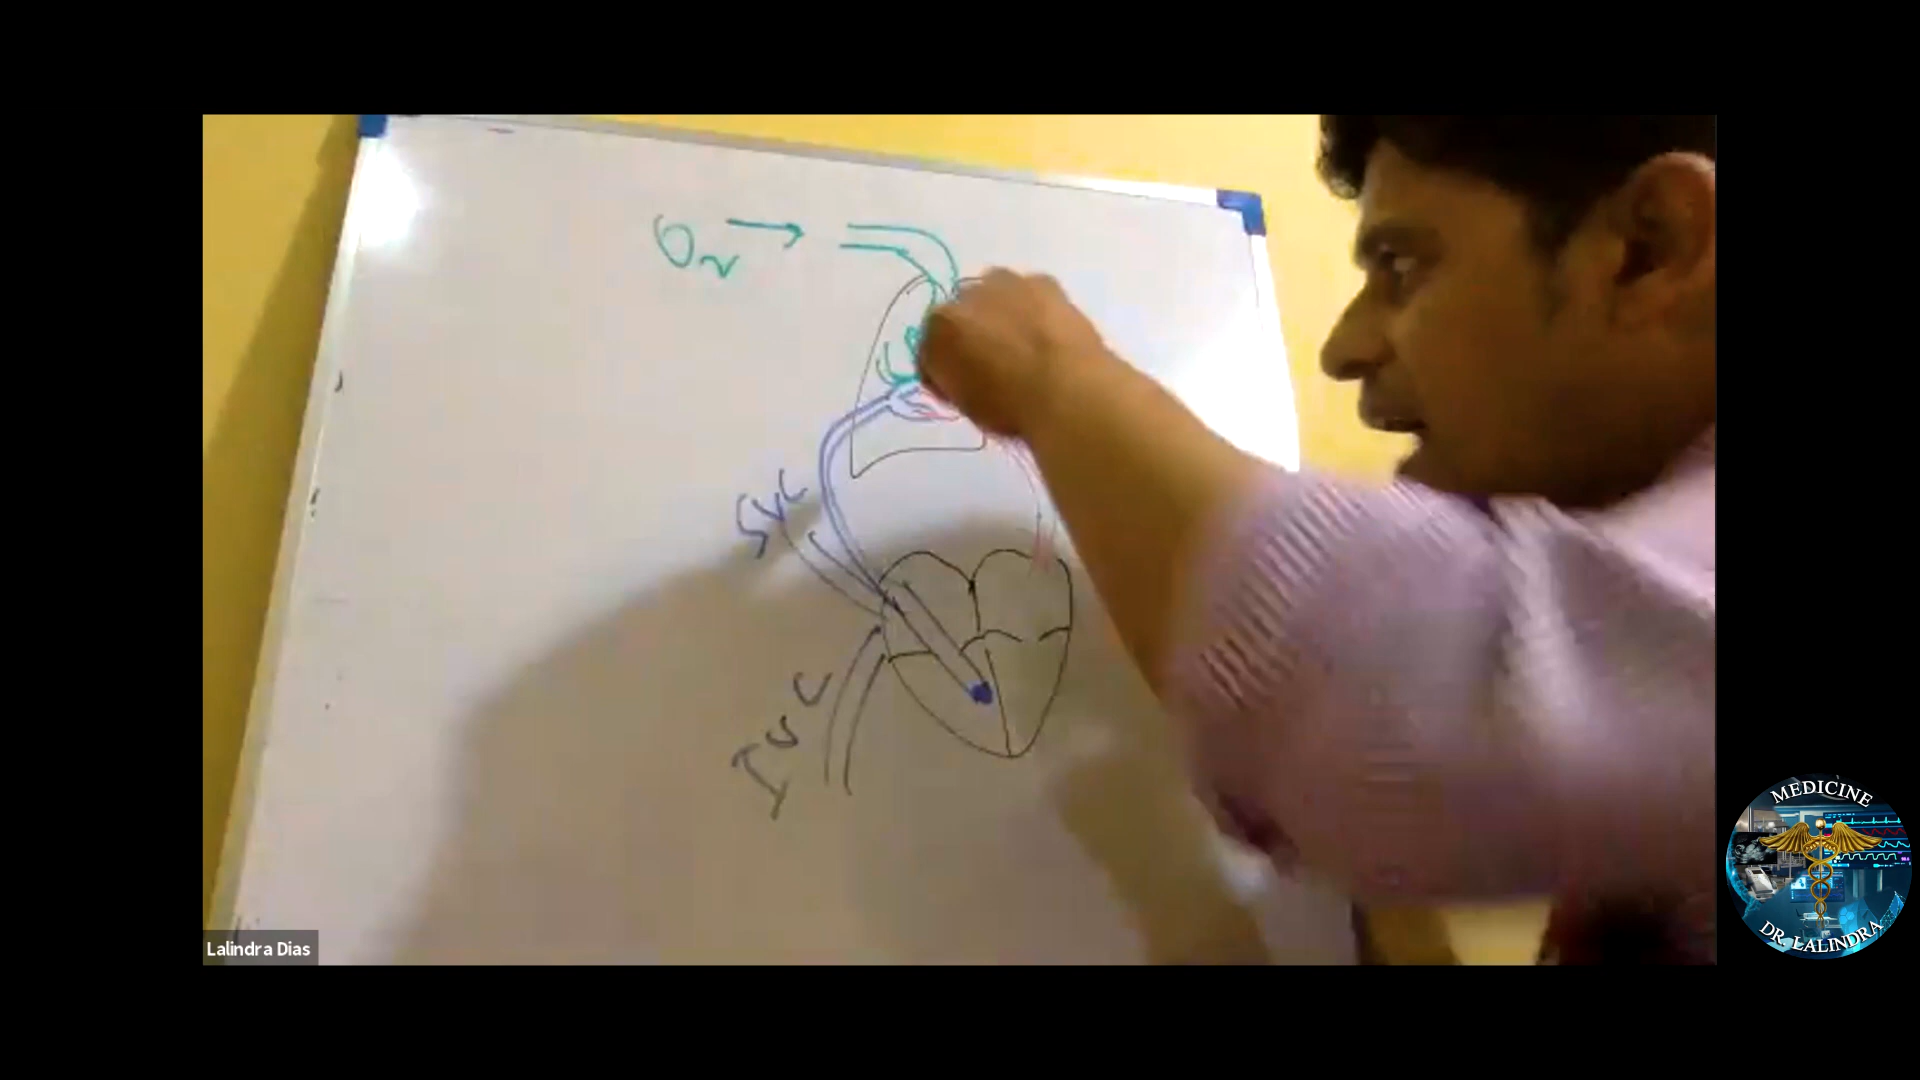 O₂ →
SVC
IVC
Lalindra Dias
MEDICINE
DR. LALINDRA